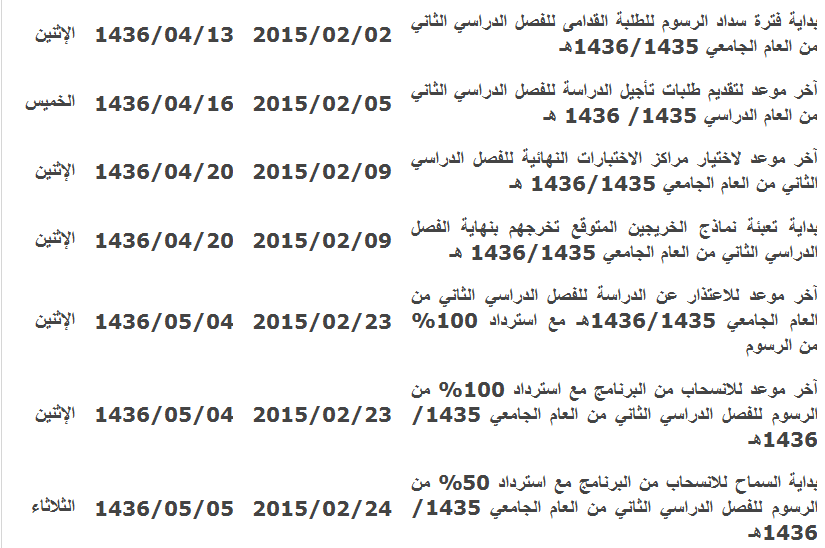 بداية فترة سداد الرسوم للطلبة القدامى للفصل الدراسي الثاني
من العام الجامعي 1436/1435هـ
2015/02/02
1436/04/13
الإثنين
آخر موعد لتقديم طلبات تأجيل الدراسة للفصل الدراسي الثاني
من العام الدراسي 1435/ 1436 هـ
2015/02/05
1436/04/16
الخميس
آخر موعد لاختيار مراكز الاختبارات النهائية للفصل الدراسي
الثاني من العام الجامعي 1436/1435 هـ
2015/02/09
1436/04/20
الإثنين
بداية تعبئة نماذج الخريجين المتوقع تخرجهم بنهاية الفصل
الدراسي الثاني من العام الجامعي 1436/1435 هـ
2015/02/09
1436/04/20
الإثنين
آخر موعد للاعتذار عن الدراسة للفصل الدراسي الثاني من
العام الجامعي 1436/1435هـ مع استرداد 100%
من الرسوم
2015/02/23
1436/05/04
الإثنين
آخر موعد للانسحاب من البرنامج مع استرداد 100% من
الرسوم للفصل الدراسي الثاني من العام الجامعي 1435/
1436هـ
2015/02/23
1436/05/04
الإثنين
بداية السماح للانسحاب من البرنامج مع استرداد 50% من
الرسوم للفصل الدراسي الثاني من العام الجامعي 1435/
1436هـ
2015/02/24
1436/05/05
الثلاثاء